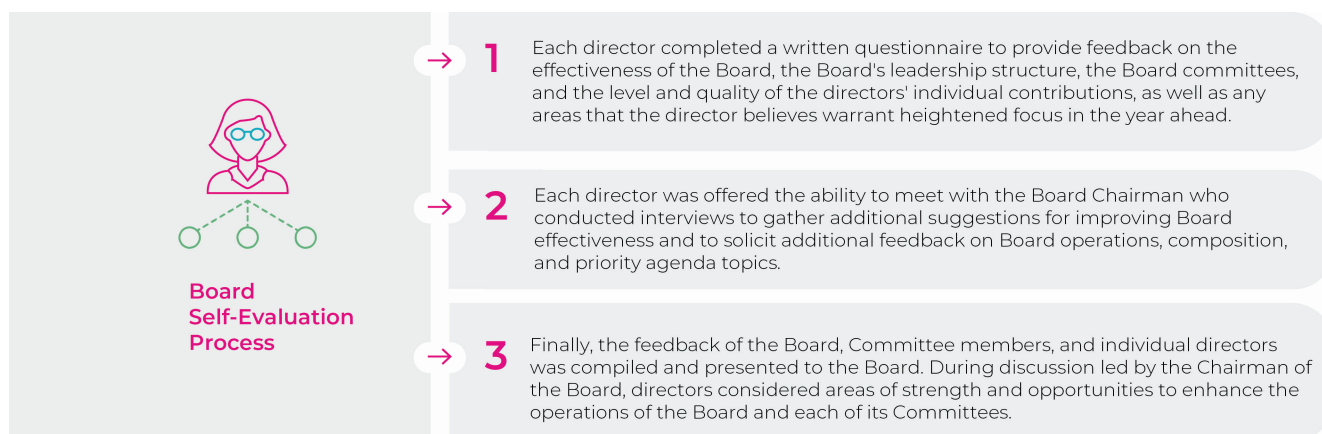 Board
Self-Evaluation
Process
1
Each director completed a written questionnaire to provide feedback on the
effectiveness of the Board, the Board's leadership structure, the Board committees,
and the level and quality of the directors' individual contributions, as well as any
areas that the director believes warrant heightened focus in the year ahead.
2
Each director was offered the ability to meet with the Board Chairman who
conducted interviews to gather additional suggestions for improving Board
effectiveness and to solicit additional feedback on Board operations, composition,
and priority agenda topics.
3
Finally, the feedback of the Board, Committee members, and individual directors
was compiled and presented to the Board. During discussion led by the Chairman of
the Board, directors considered areas of strength and opportunities to enhance the
operations of the Board and each of its Committees.